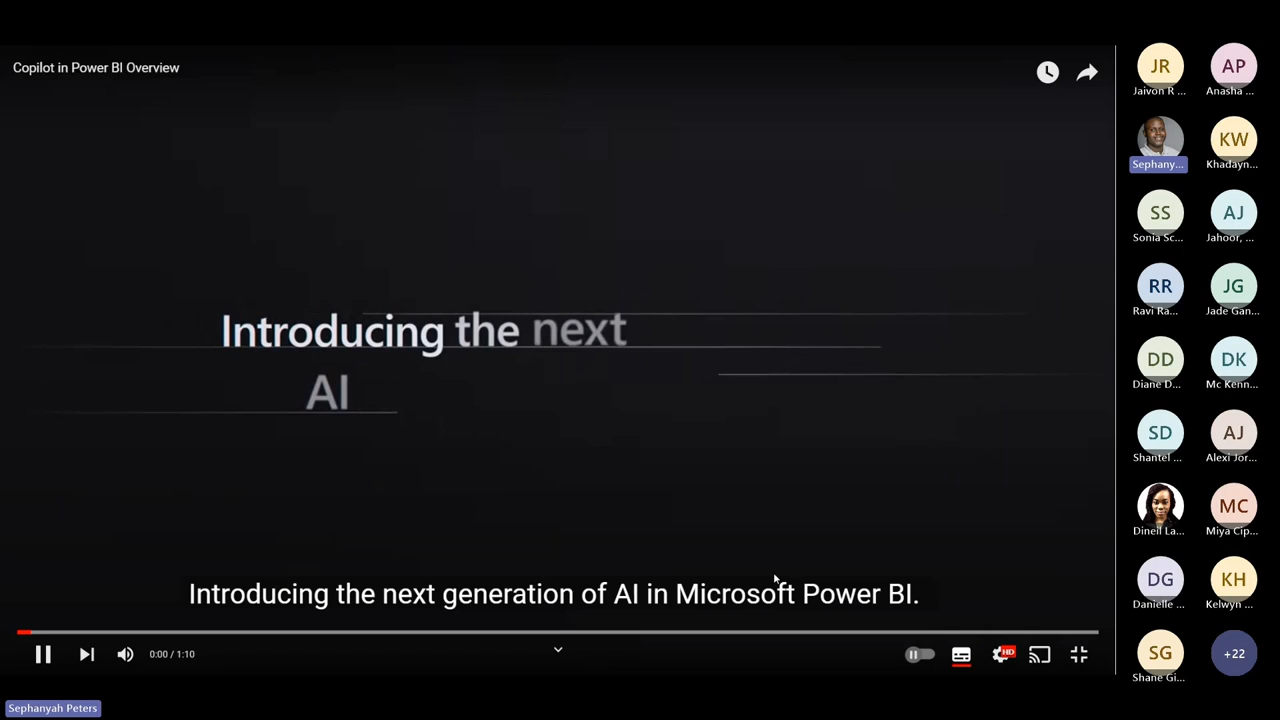 Copilot in Power BI Overview
Introducing the next
AI
Introducing the next generation of AI in Microsoft Power BI.
0:00 / 1:10
HD
Sephanyah Peters
JR
AP
Jaivon R ...
Anasha ...
KW
Sephany...
Khadayn...
SS
AJ
Sonia Sc...
Jahoor, ...
RR
JG
Ravi Ra...
Jade Gan...
DD
DK
Diane D...
Mc Kenn...
SD
AJ
Shantel ...
Alexi Jor...
MC
Dineil La...
Miya Cip...
DG
KH
Danielle ...
Kelwyn ...
SG
+22
Shane Gi...